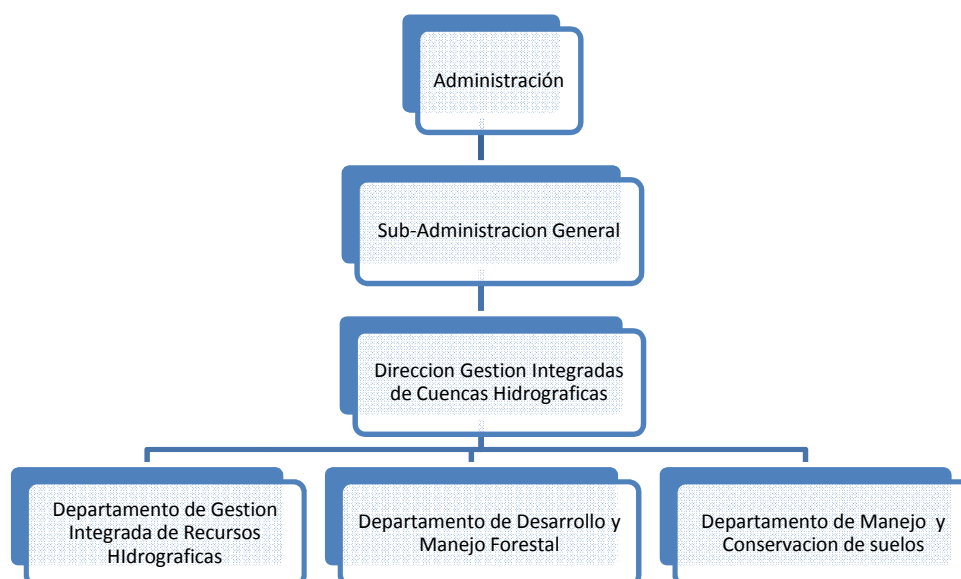 Administración
Sub-Administracion General
Direccion Gestion Integradas
de Cuencas Hidrograficas
Departamento de Gestion
Integrada de Recursos
HIdrograficas
Departamento de Desarrollo y
Manejo Forestal
Departamento de Manejo  y
Conservacion de suelos